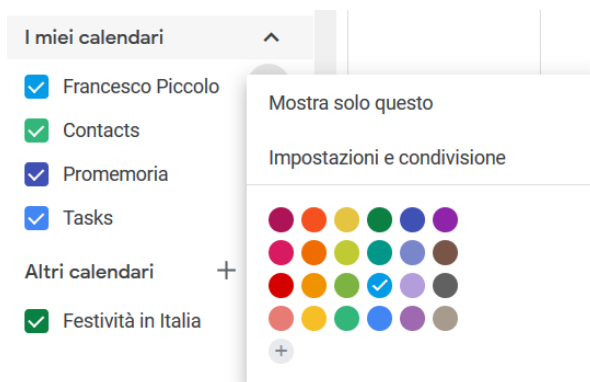 I miei calendari
Francesco Piccolo
Contacts
Promemoria
Tasks
Altri calendari
Festività in Italia
Mostra solo questo
Impostazioni e condivisione